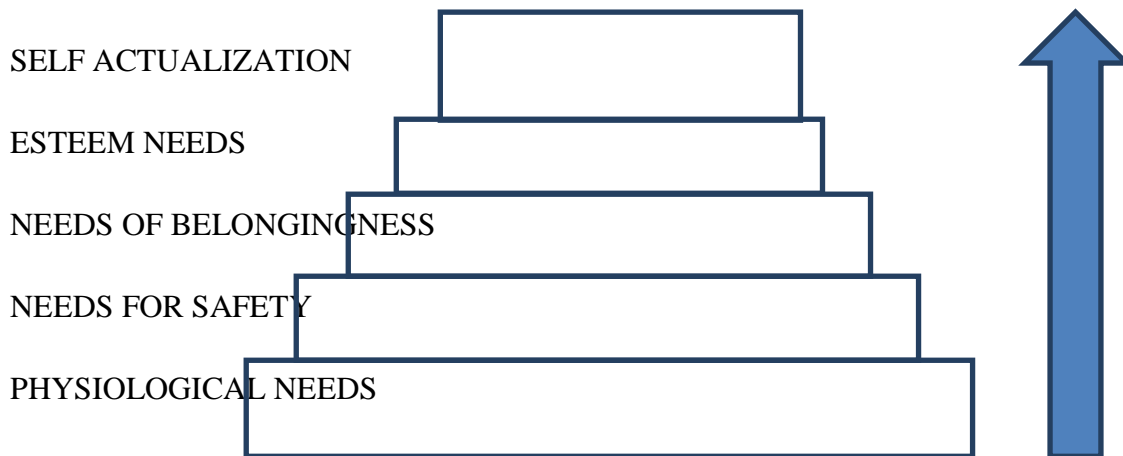 SELF ACTUALIZATION
ESTEEM NEEDS
NEEDS OF BELONGINGNESS
NEEDS FOR SAFETY
PHYSIOLOGICAL NEEDS